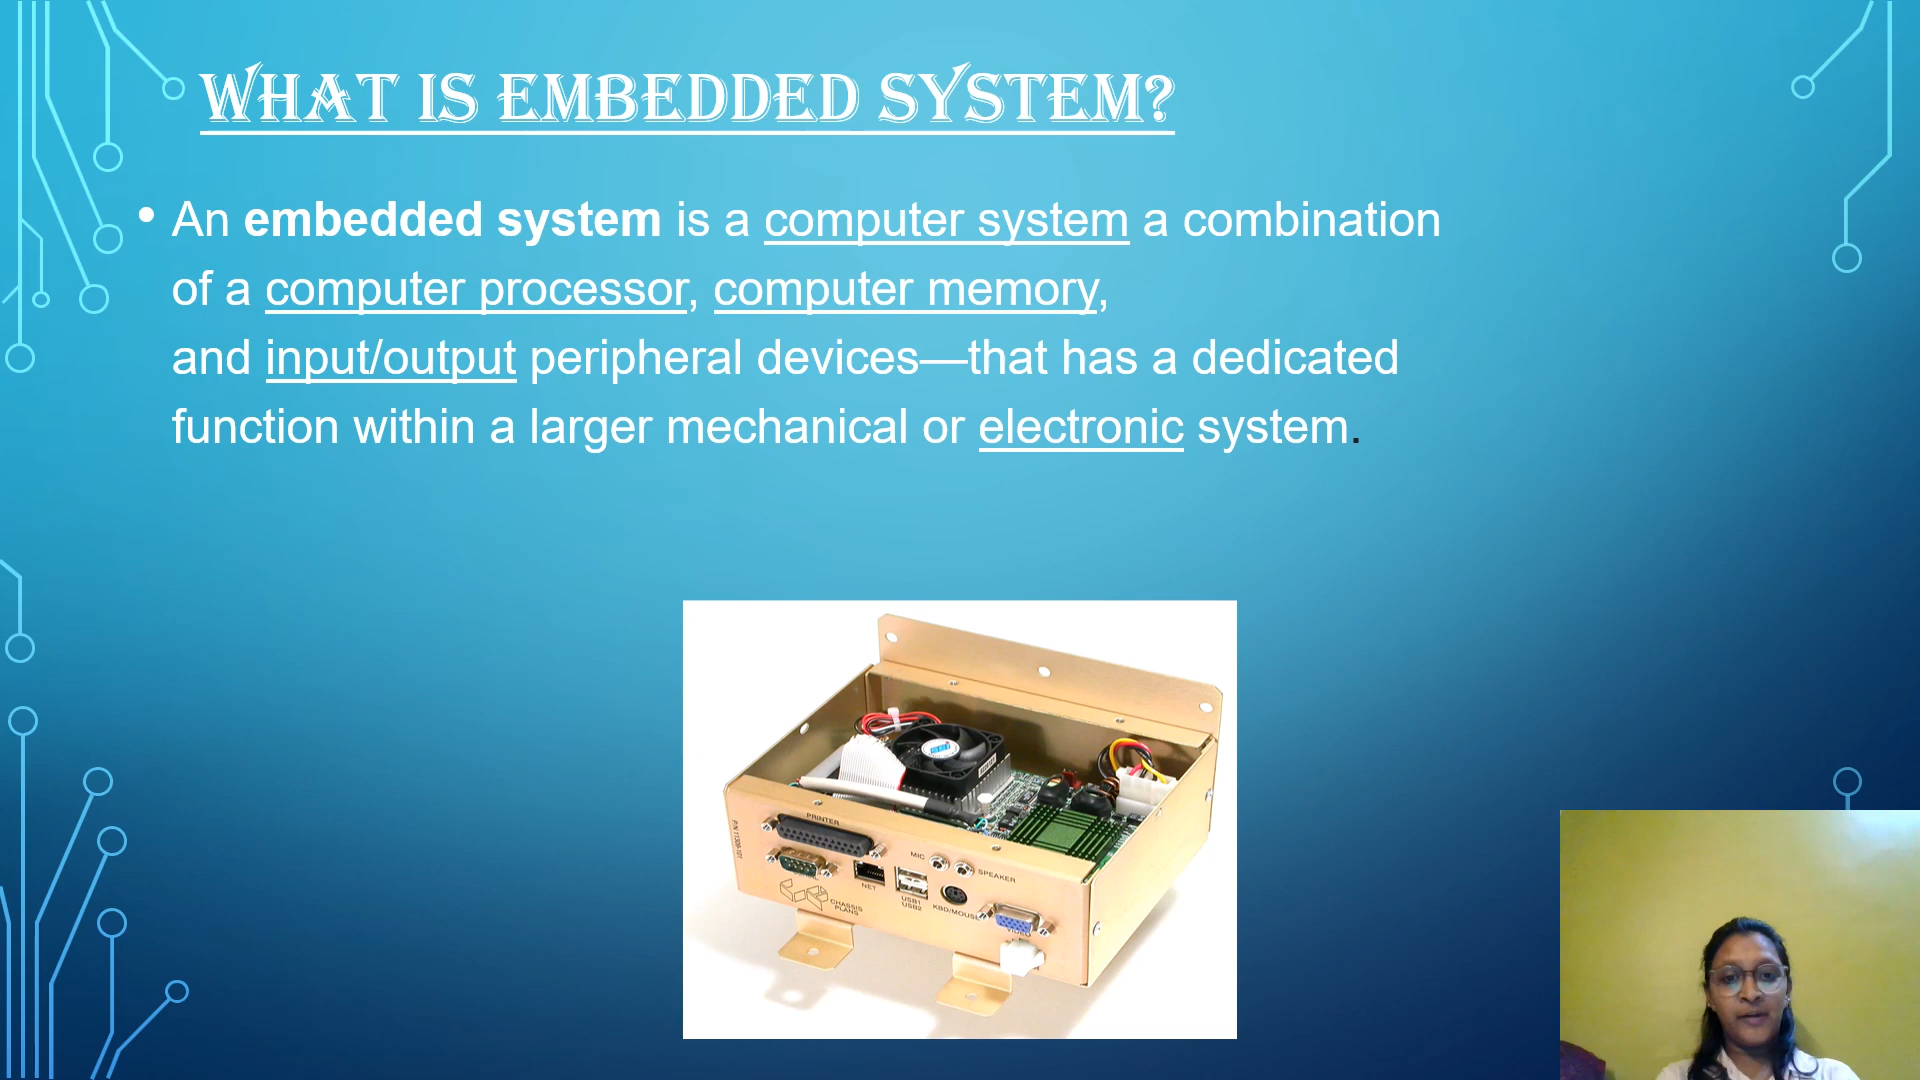 WHAT IS EMBEDDED SYSTEM?
• An embedded system is a computer system a combination
of a computer processor, computer memory,
and input/output peripheral devices—that has a dedicated
function within a larger mechanical or electronic system.
PRINTER
MIC
SPEAKER
NET
USB1
USB2
KBD/MOUSE
VIDEO
CHASSIS
PLANS